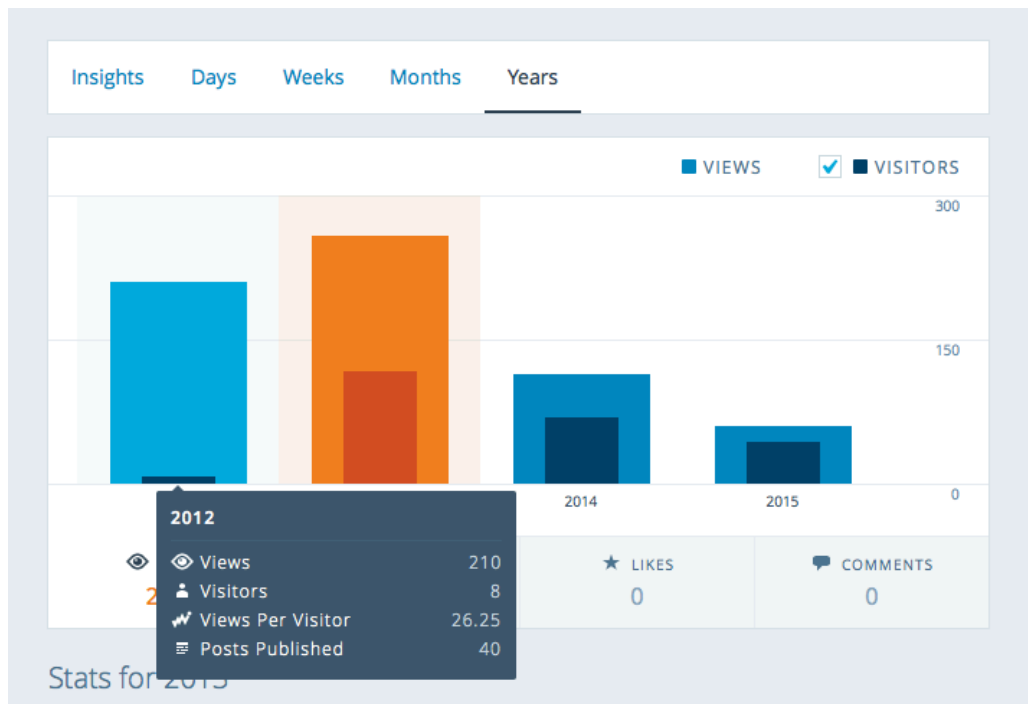 Insights Days Weeks Months Years
VIEWS VISITORS
300
150
0
2014 2015
2012
Views 210
Visitors 8
Views Per Visitor 26.25
Posts Published 40
2
LIKES COMMENTS
0 0
Stats for